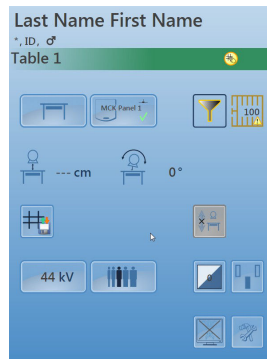 Last Name First Name
*, ID, ♂
Table 1
MCK Panel 1
100
--- cm
0°
44 kV